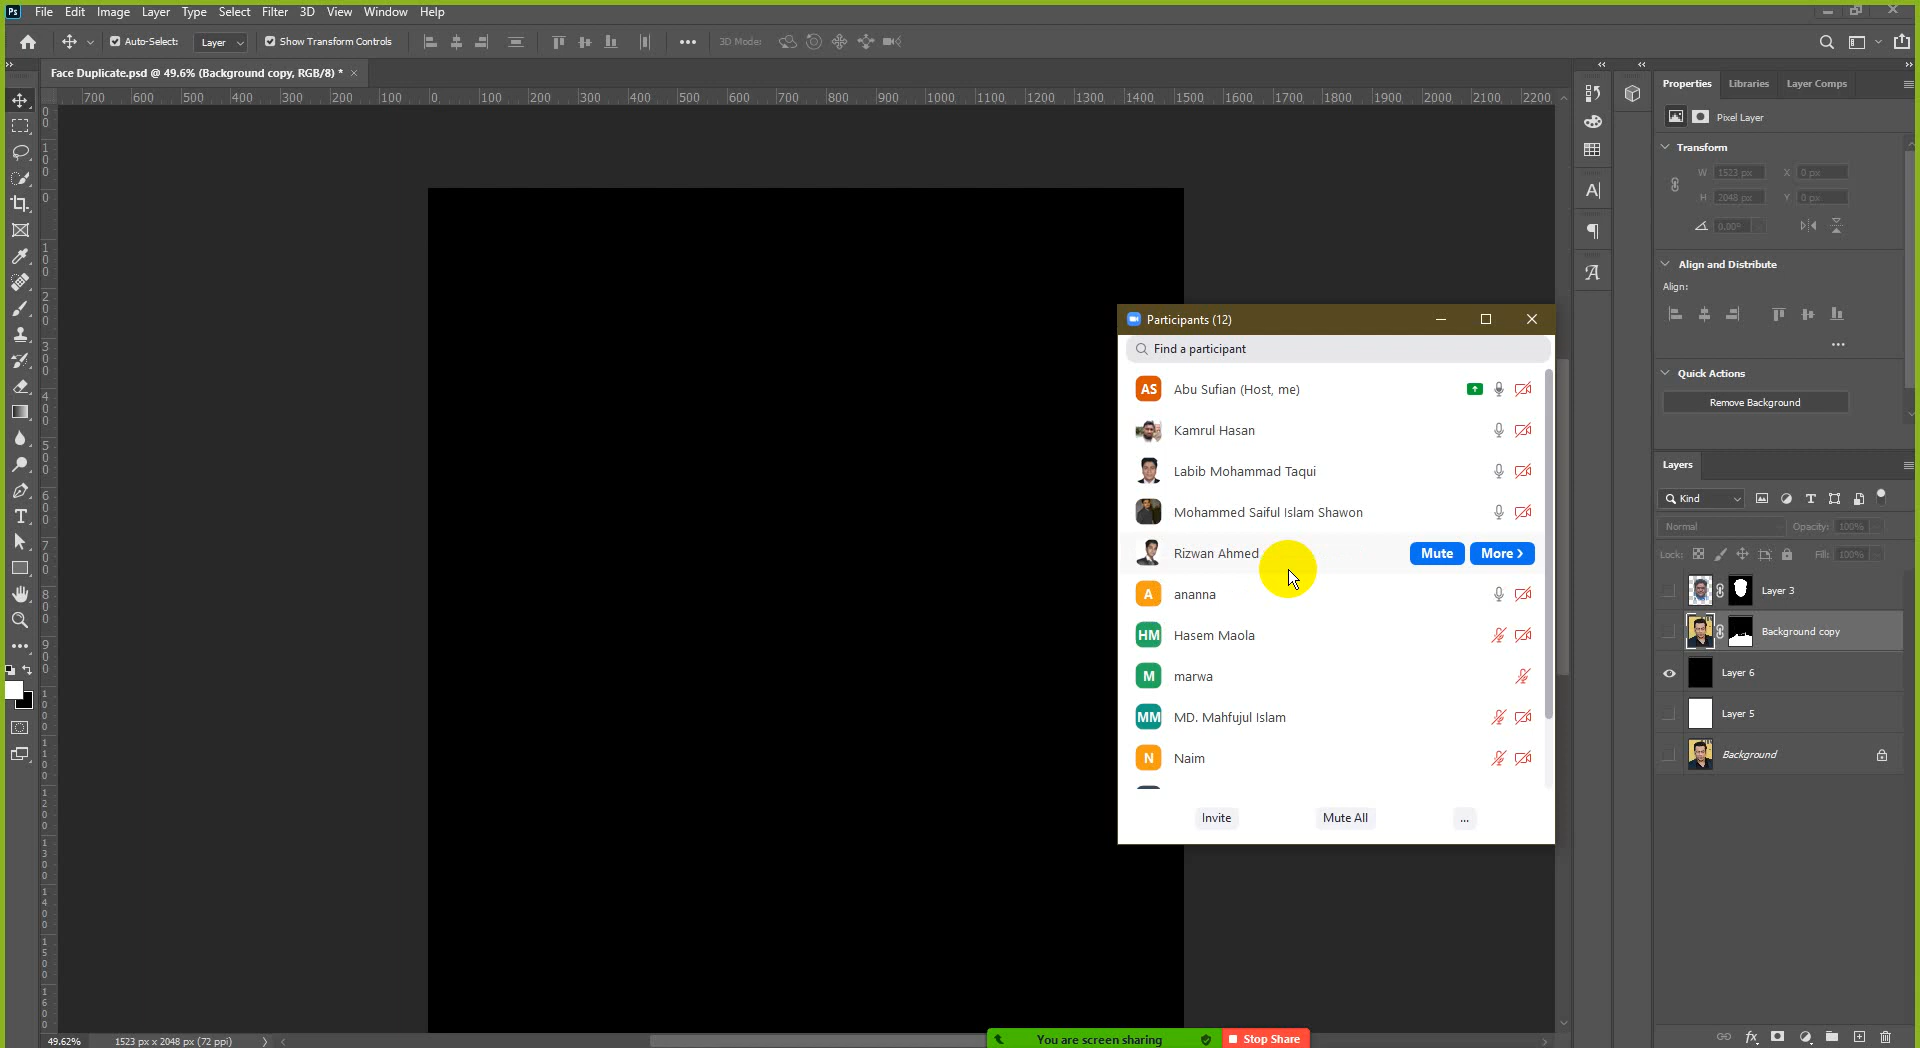 Ps File Edit Image Layer Type Select Filter 3D View Window Help
Auto-Select: Layer Show Transform Controls ••• 3D Mode:
Face Duplicate.psd @ 49.6% (Background copy, RGB/8) * ×
700 600 500 400 300 200 100 0 100 200 300 400 500 600 700 800 900 1000 1100 1200 1300 1400 1500 1600 1700 1800 1900 2000 2100 2200
Properties Libraries Layer Comps
Pixel Layer
Transform
W 1523 px X 0 px
H 2048 px Y 0 px
0.00°
Align and Distribute
Align:
•••
Quick Actions
Remove Background
Participants (12)
Find a participant
AS Abu Sufian (Host, me)
Kamrul Hasan
Labib Mohammad Taqui
Mohammed Saiful Islam Shawon
Rizwan Ahmed Mute More >
A ananna
HM Hasem Maola
M marwa
MM MD. Mahfujul Islam
N Naim
Invite Mute All ...
Layers
Kind
Normal Opacity: 100%
Lock: Fill: 100%
Layer 3
Background copy
Layer 6
Layer 5
Background
49.62% 1523 px x 2048 px (72 ppi)
You are screen sharing Stop Share